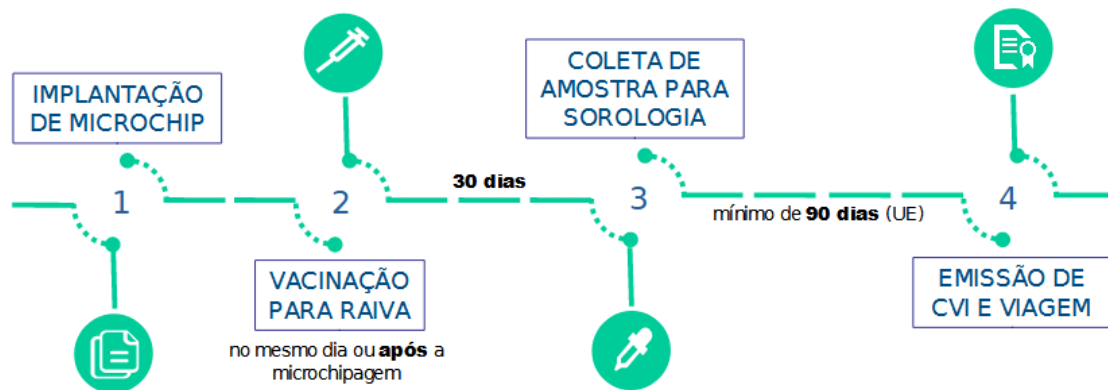 IMPLANTAÇÃO
DE MICROCHIP
1
2
VACINAÇÃO
PARA RAIVA
no mesmo dia ou após a
microchipagem
30 dias
COLETA DE
AMOSTRA PARA
SOROLOGIA
3
mínimo de 90 dias (UE)
4
EMISSÃO DE
CVI E VIAGEM